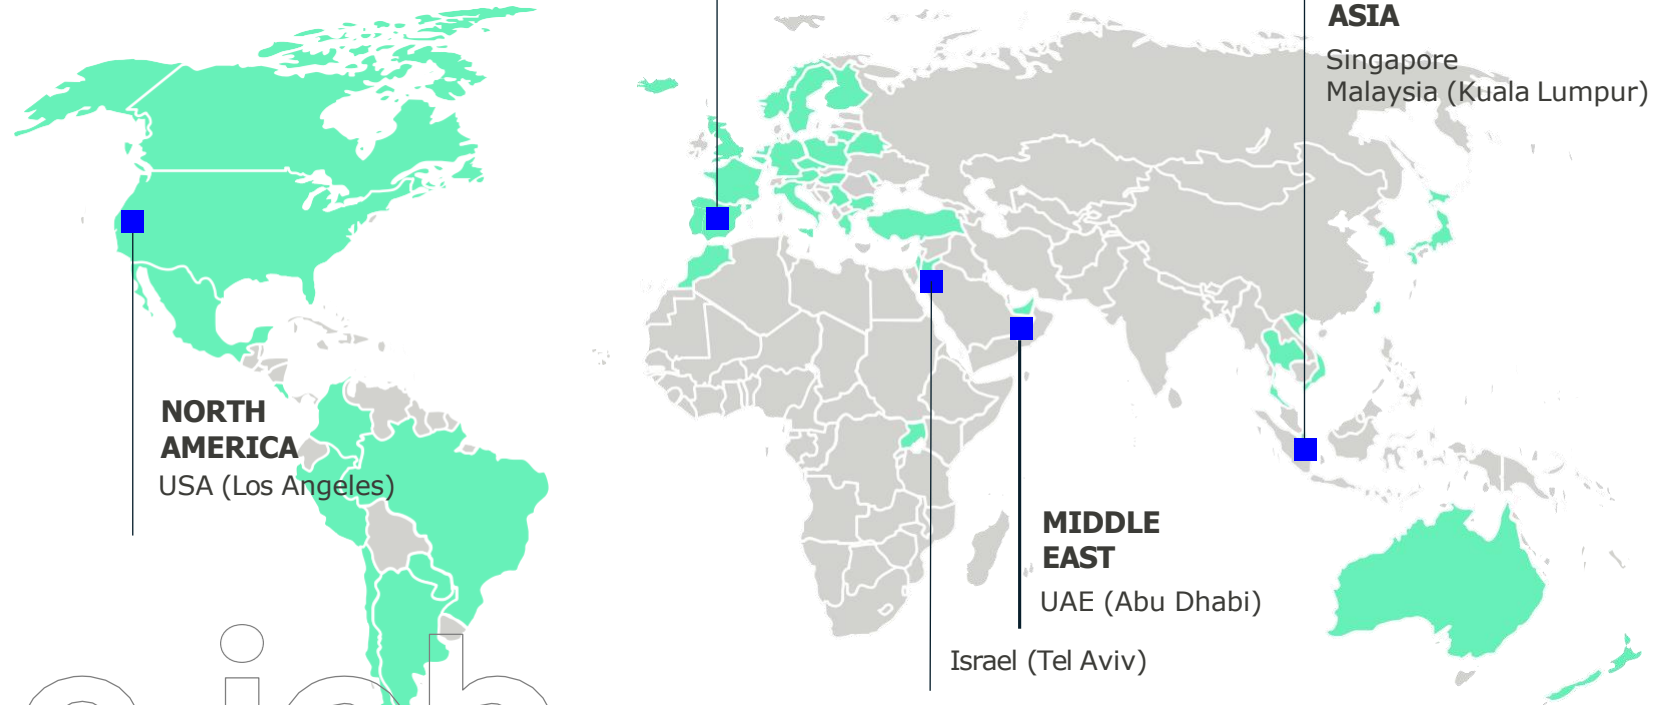 ASIA
Singapore
Malaysia (Kuala Lumpur)
NORTH
AMERICA
USA (Los Angeles)
MIDDLE
EAST
UAE (Abu Dhabi)
Israel (Tel Aviv)